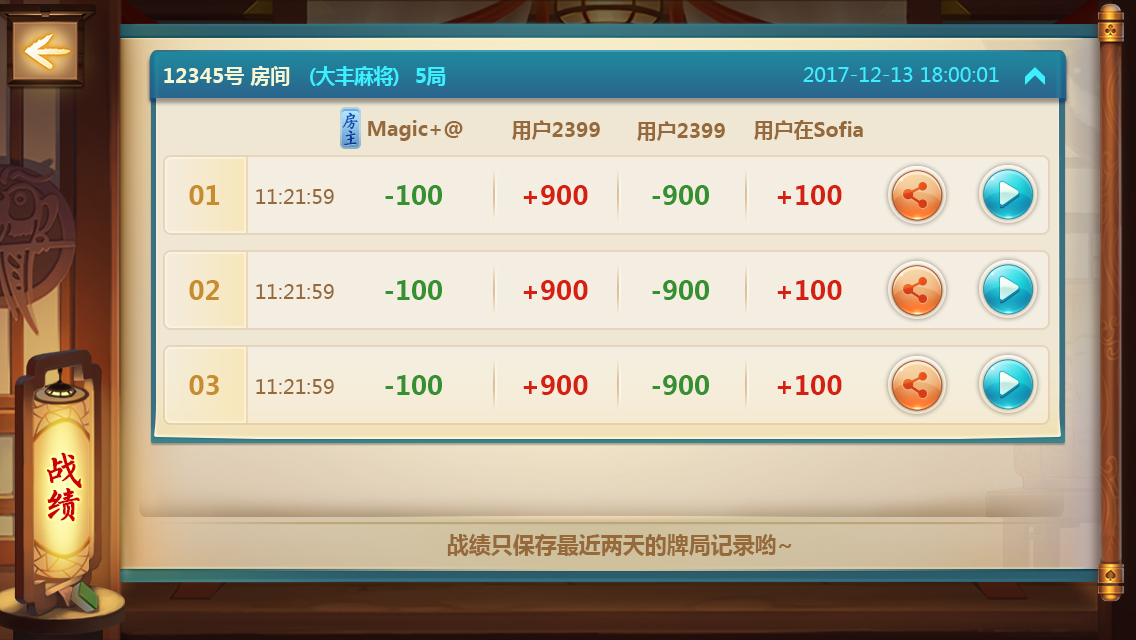 12345号 房间 (大丰麻将) 5局 2017-12-13 18:00:01
房主 Magic+@ 用户2399 用户2399 用户在Sofia
01 11:21:59 -100 +900 -900 +100
02 11:21:59 -100 +900 -900 +100
03 11:21:59 -100 +900 -900 +100
战绩
战绩只保存最近两天的牌局记录哟~